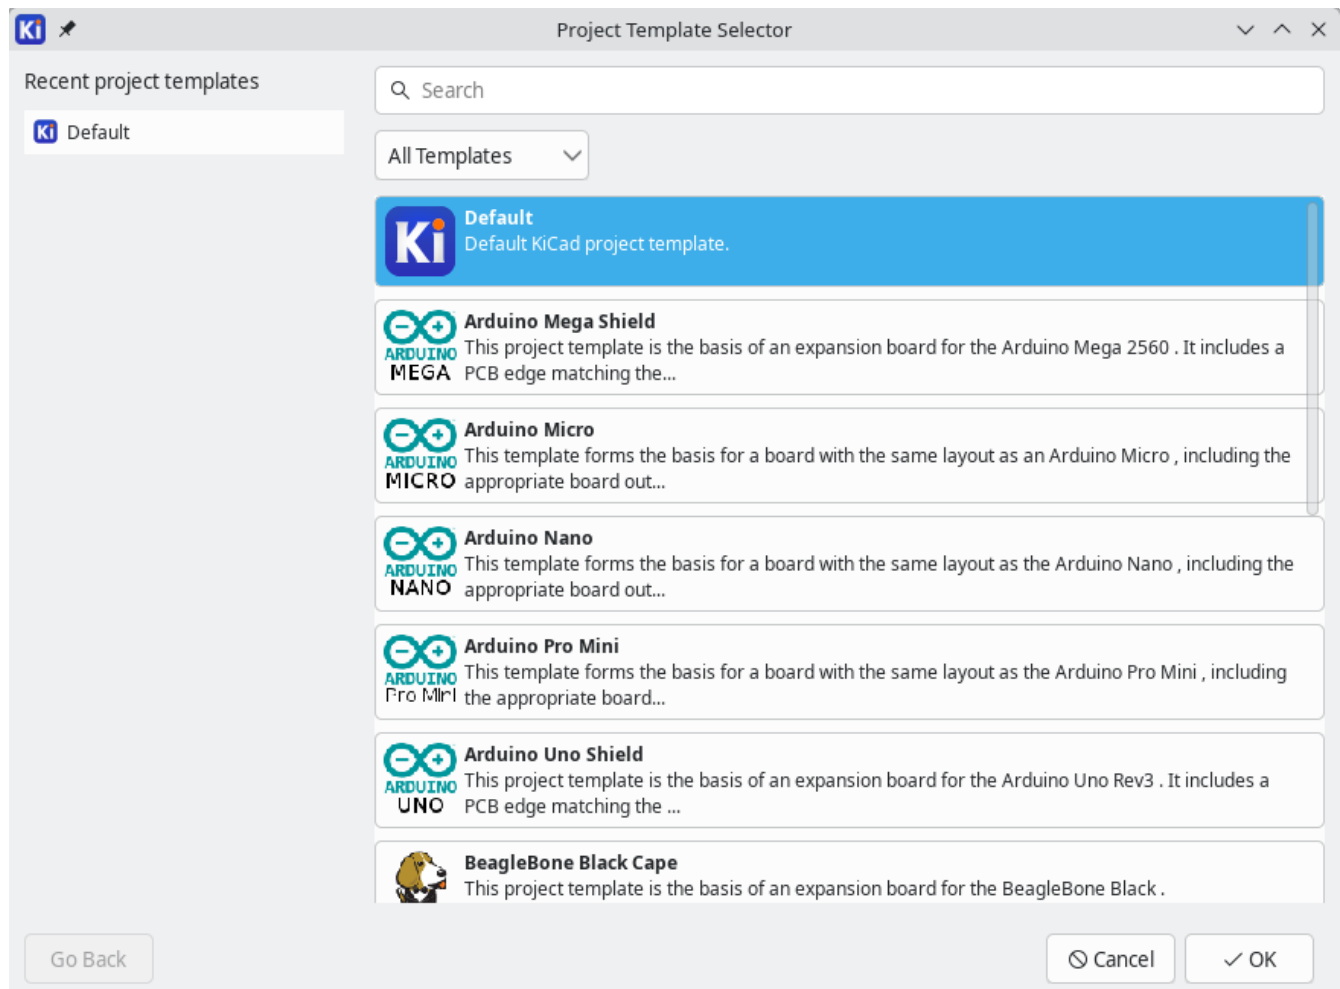 Ki
Project Template Selector
Recent project templates
Ki Default
Search
All Templates
Ki
Default
Default KiCad project template.
ARDUINO
MEGA
Arduino Mega Shield
This project template is the basis of an expansion board for the Arduino Mega 2560 . It includes a
PCB edge matching the...
ARDUINO
MICRO
Arduino Micro
This template forms the basis for a board with the same layout as an Arduino Micro , including the
appropriate board out...
ARDUINO
NANO
Arduino Nano
This template forms the basis for a board with the same layout as the Arduino Nano , including the
appropriate board out...
ARDUINO
Pro Mini
Arduino Pro Mini
This template forms the basis for a board with the same layout as the Arduino Pro Mini , including
the appropriate board...
ARDUINO
UNO
Arduino Uno Shield
This project template is the basis of an expansion board for the Arduino Uno Rev3 . It includes a
PCB edge matching the ...
BeagleBone Black Cape
This project template is the basis of an expansion board for the BeagleBone Black .
Go Back
Cancel
OK